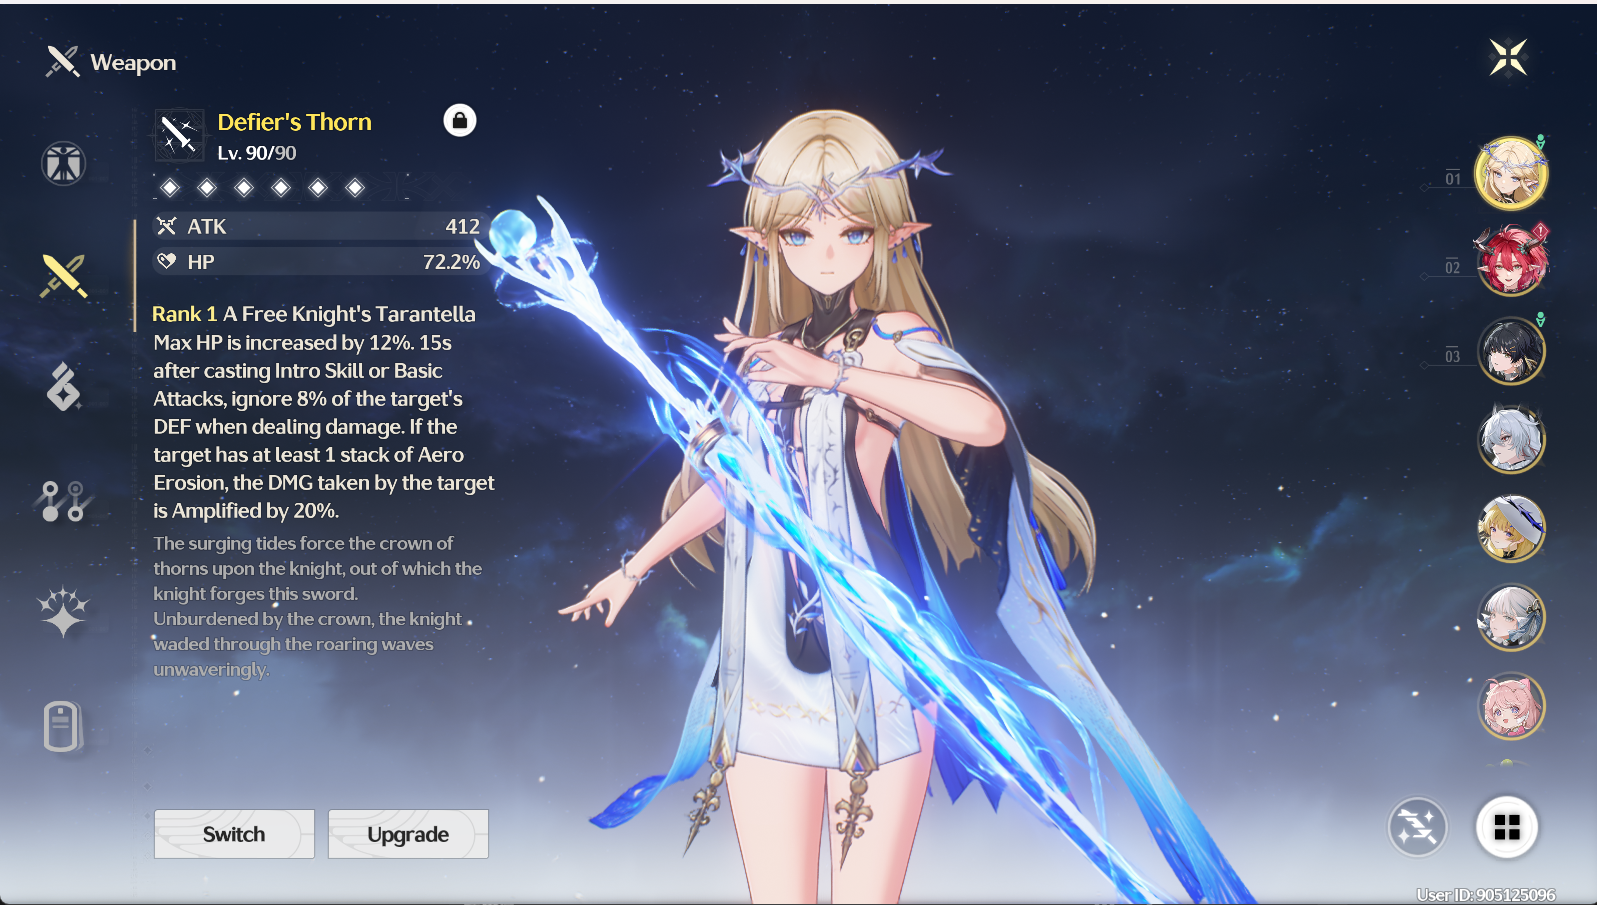 Weapon
Defier's Thorn
Lv. 90/90
ATK 412
HP 72.2%
Rank 1 A Free Knight's Tarantella
Max HP is increased by 12%. 15s
after casting Intro Skill or Basic
Attacks, ignore 8% of the target's
DEF when dealing damage. If the
target has at least 1 stack of Aero
Erosion, the DMG taken by the target
is Amplified by 20%.
The surging tides force the crown of
thorns upon the knight, out of which the
knight forges this sword.
Unburdened by the crown, the knight
waded through the roaring waves
unwaveringly.
Switch
Upgrade
01
02
03
User ID: 905125096